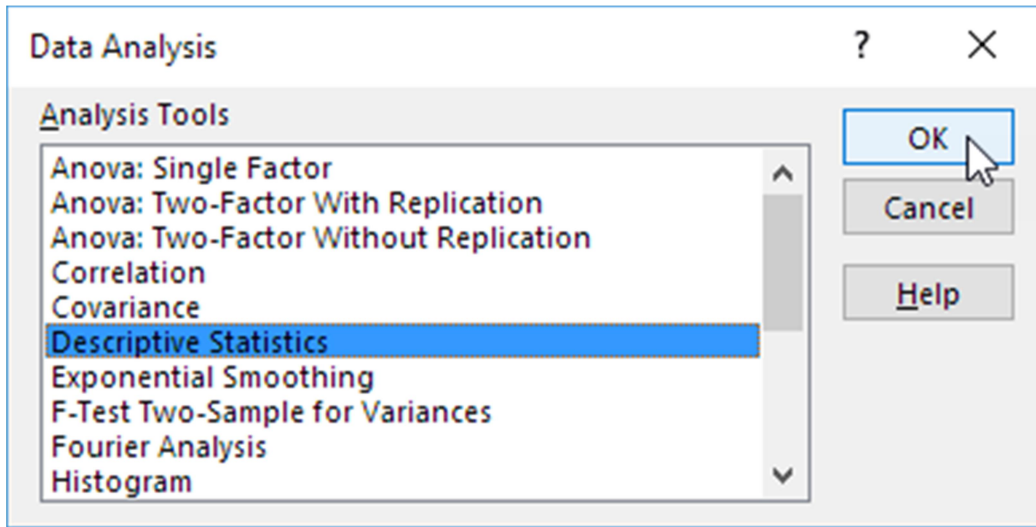 Data Analysis
?
Analysis Tools
Anova: Single Factor
Anova: Two-Factor With Replication
Anova: Two-Factor Without Replication
Correlation
Covariance
Descriptive Statistics
Exponential Smoothing
F-Test Two-Sample for Variances
Fourier Analysis
Histogram
OK
Cancel
Help